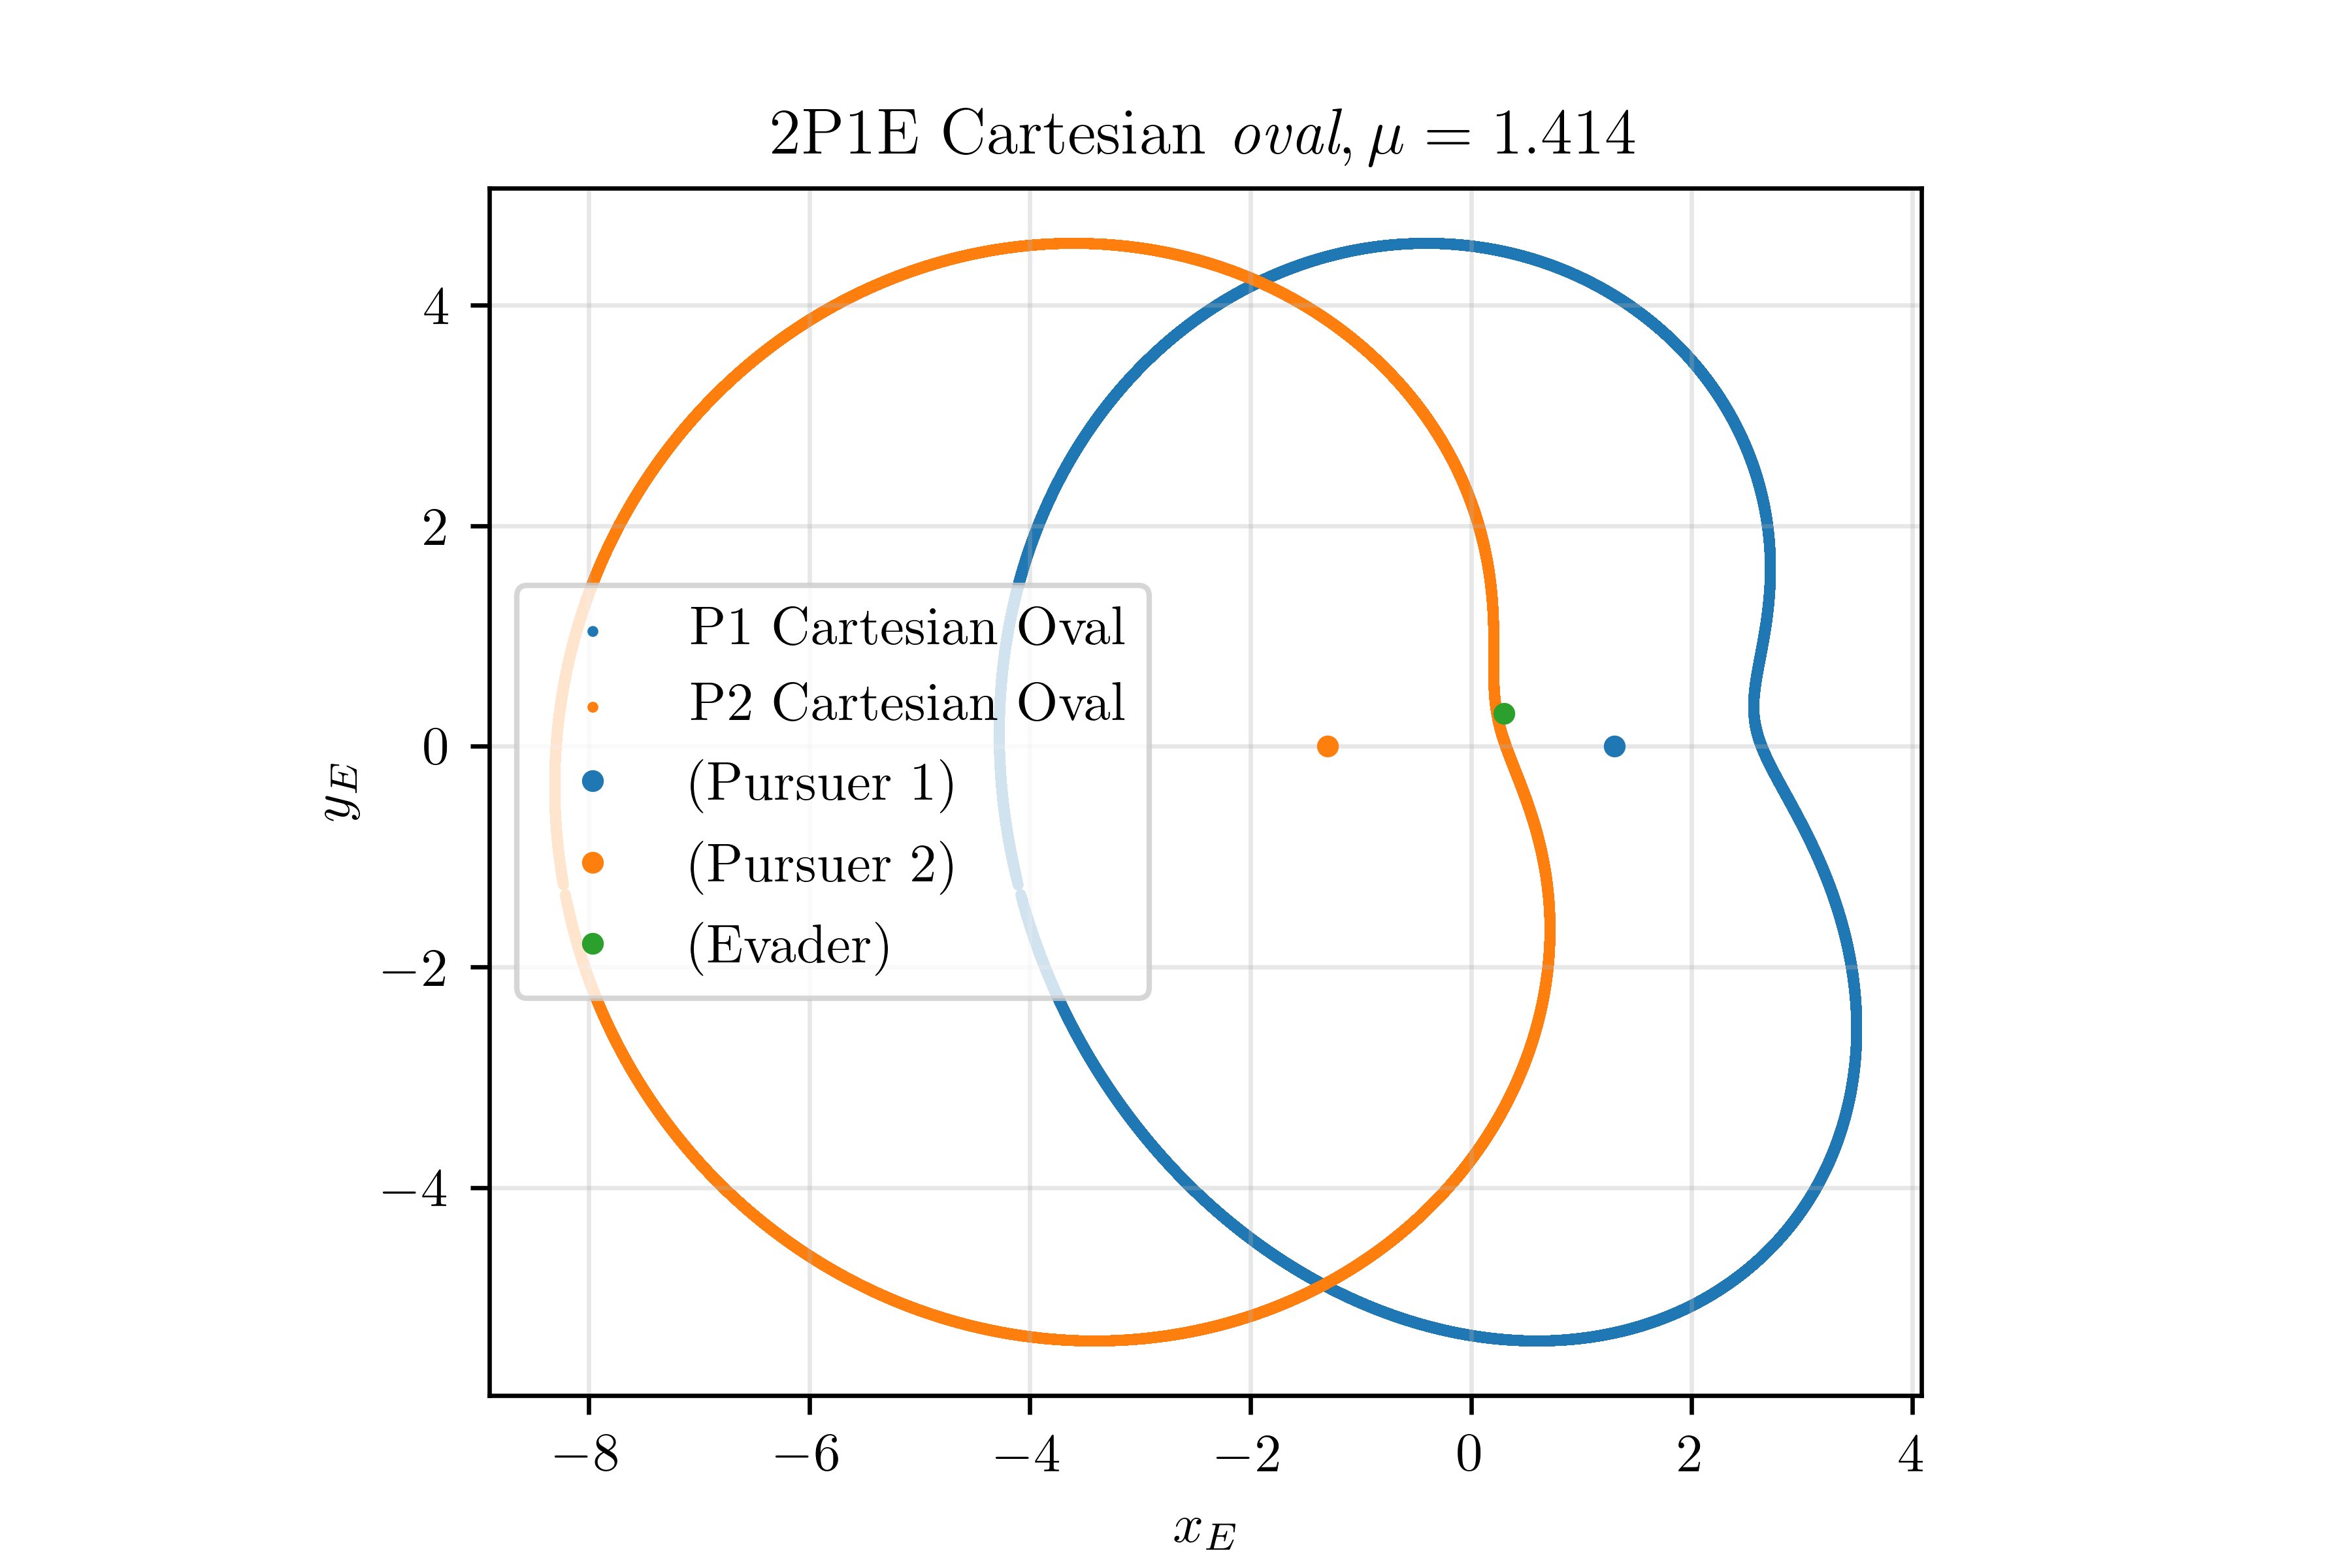 2P1E Cartesian oval, μ = 1.414
4
2
0
−2
−4
y_E
P1 Cartesian Oval
P2 Cartesian Oval
(Pursuer 1)
(Pursuer 2)
(Evader)
−8 −6 −4 −2 0 2 4
x_E